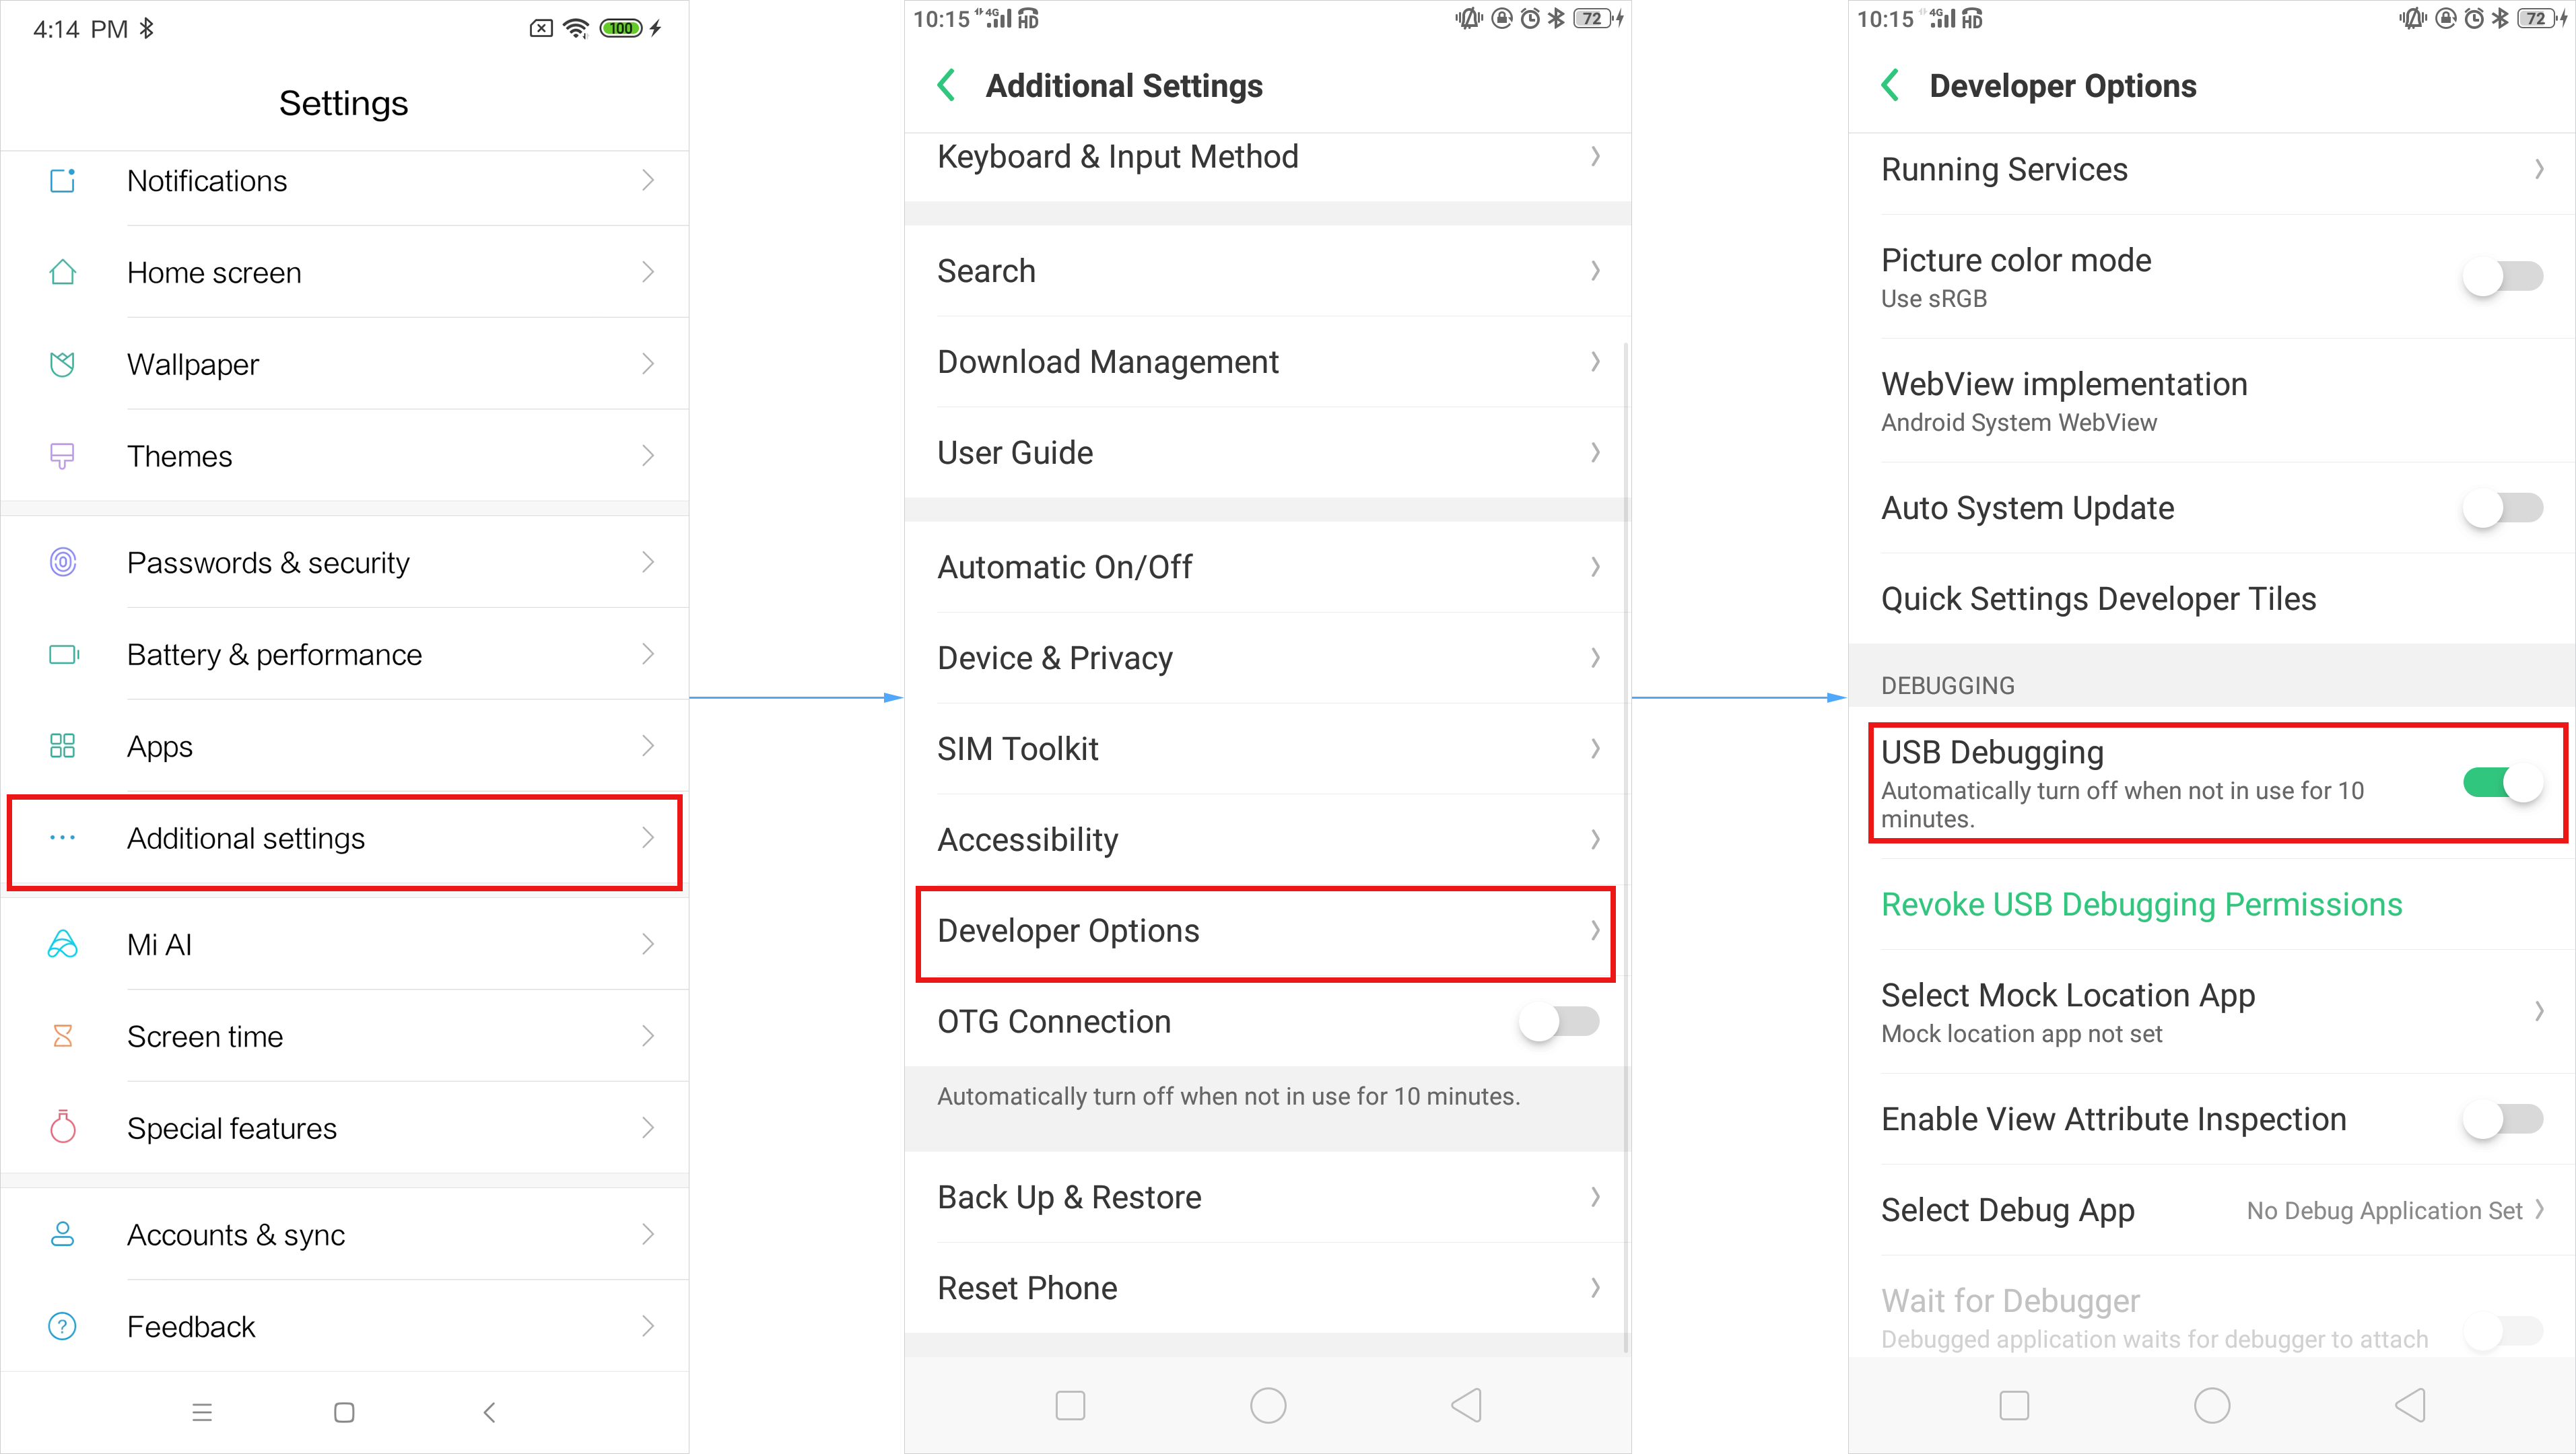 4:14 PM
100
Settings
Notifications
Home screen
Wallpaper
Themes
Passwords & security
Battery & performance
Apps
Additional settings
Mi AI
Screen time
Special features
Accounts & sync
Feedback
10:15 4G HD 72
Additional Settings
Keyboard & Input Method
Search
Download Management
User Guide
Automatic On/Off
Device & Privacy
SIM Toolkit
Accessibility
Developer Options
OTG Connection
Automatically turn off when not in use for 10 minutes.
Back Up & Restore
Reset Phone
10:15 4G HD 72
Developer Options
Running Services
Picture color mode
Use sRGB
WebView implementation
Android System WebView
Auto System Update
Quick Settings Developer Tiles
DEBUGGING
USB Debugging
Automatically turn off when not in use for 10
minutes.
Revoke USB Debugging Permissions
Select Mock Location App
Mock location app not set
Enable View Attribute Inspection
Select Debug App No Debug Application Set
Wait for Debugger
Debugged application waits for debugger to attach